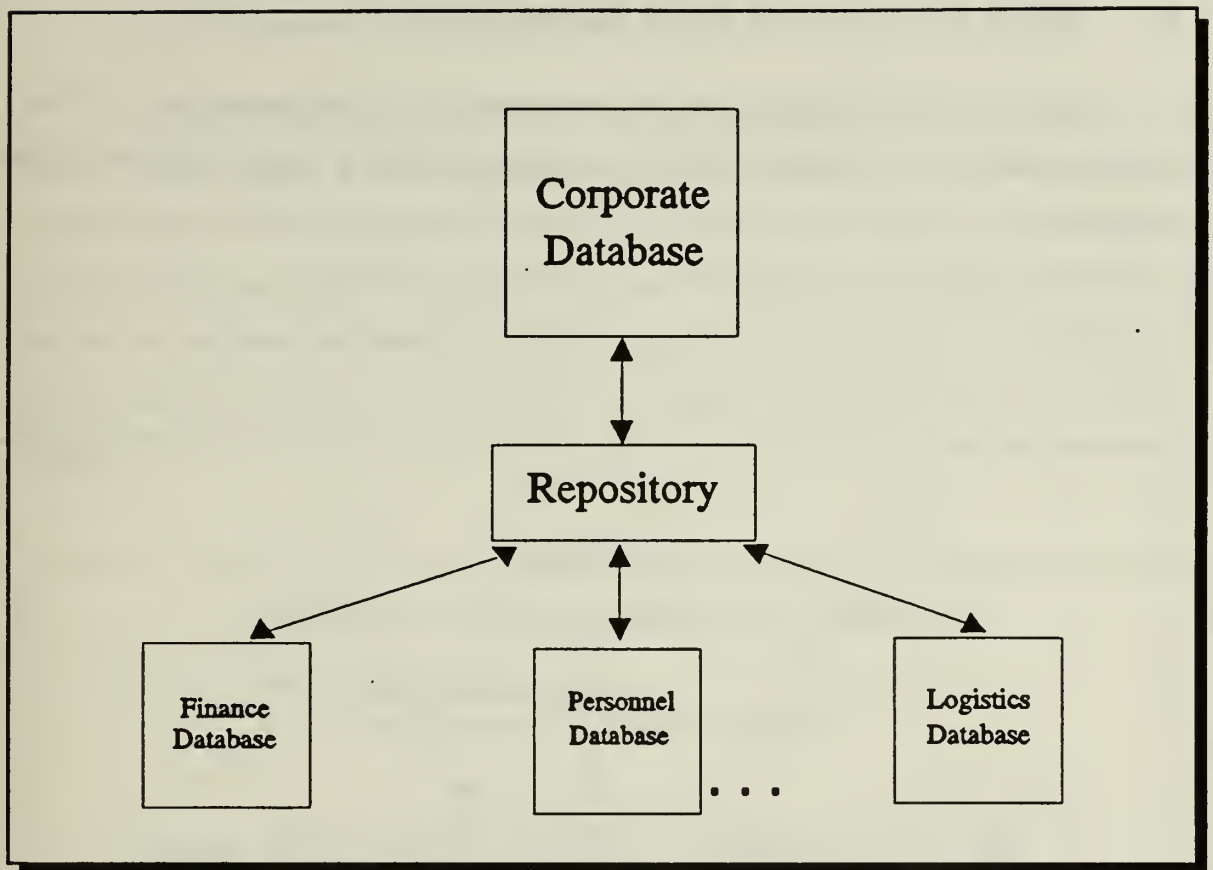 Corporate
Database
Repository
Finance
Database
Personnel
Database
. . .
Logistics
Database